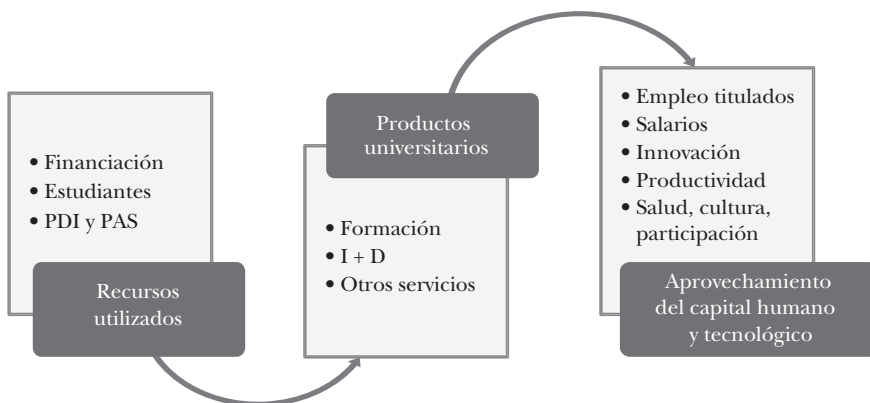 • Financiación
• Estudiantes
• PDI y PAS
Recursos
utilizados
Productos
universitarios
• Formación
• I + D
• Otros servicios
• Empleo titulados
• Salarios
• Innovación
• Productividad
• Salud, cultura,
participación
Aprovechamiento
del capital humano
y tecnológico